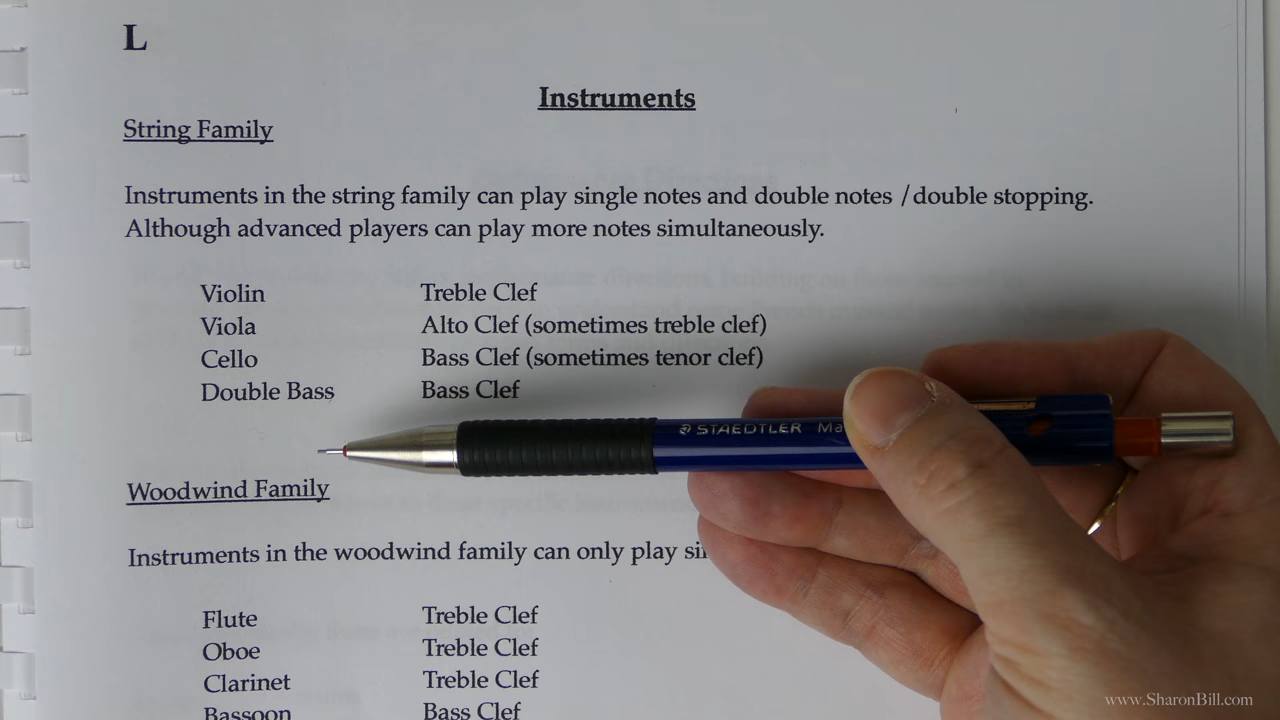 L
Instruments
String Family
Instruments in the string family can play single notes and double notes / double stopping.
Although advanced players can play more notes simultaneously.
Violin Treble Clef
Viola Alto Clef (sometimes treble clef)
Cello Bass Clef (sometimes tenor clef)
Double Bass Bass Clef
STAEDTLER Ma
Woodwind Family
Instruments in the woodwind family can only play si
Flute Treble Clef
Oboe Treble Clef
Clarinet Treble Clef
Bassoon Bass Clef
www.SharonBill.com